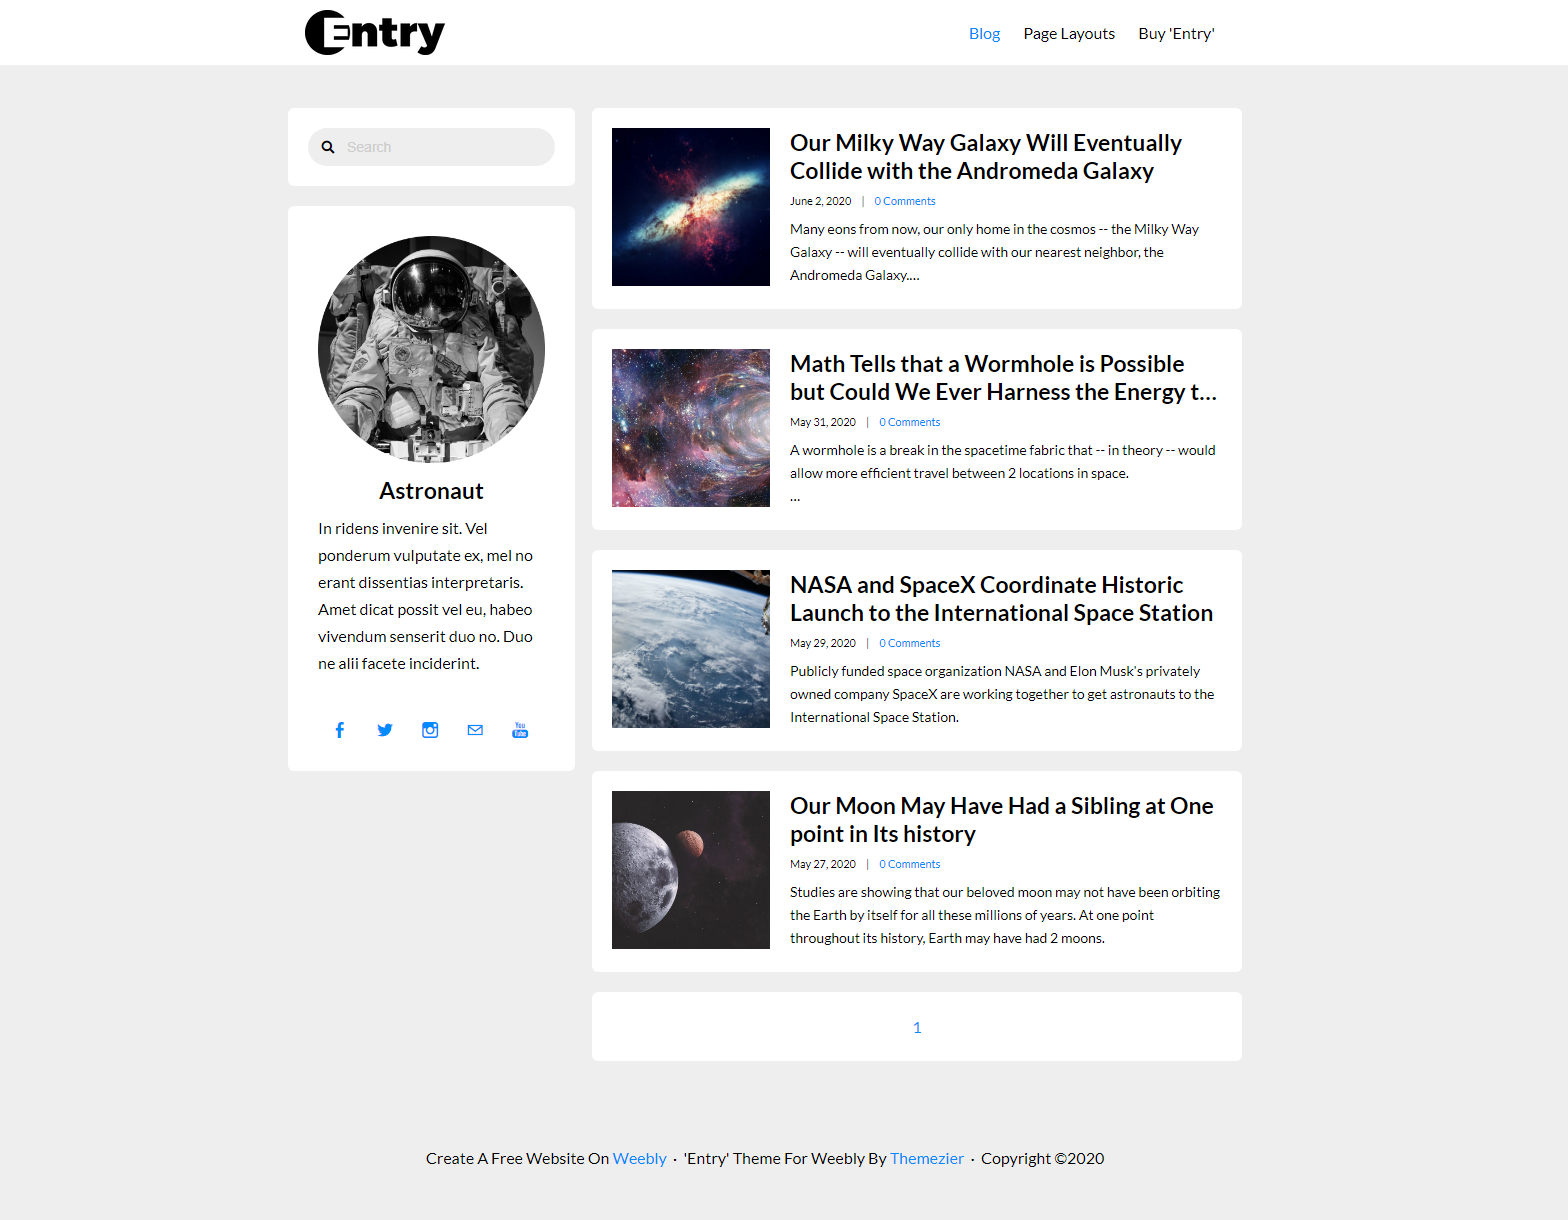 Entry
Blog
Page Layouts
Buy 'Entry'
Search
Astronaut
In ridens invenire sit. Vel
ponderum vulputate ex, mel no
erant dissentias interpretaris.
Amet dicat possit vel eu, habeo
vivendum senserit duo no. Duo
ne alii facete inciderint.
You
Tube
Our Milky Way Galaxy Will Eventually
Collide with the Andromeda Galaxy
June 2, 2020 | 0 Comments
Many eons from now, our only home in the cosmos -- the Milky Way
Galaxy -- will eventually collide with our nearest neighbor, the
Andromeda Galaxy....
Math Tells that a Wormhole is Possible
but Could We Ever Harness the Energy t...
May 31, 2020 | 0 Comments
A wormhole is a break in the spacetime fabric that -- in theory -- would
allow more efficient travel between 2 locations in space.
...
NASA and SpaceX Coordinate Historic
Launch to the International Space Station
May 29, 2020 | 0 Comments
Publicly funded space organization NASA and Elon Musk's privately
owned company SpaceX are working together to get astronauts to the
International Space Station.
Our Moon May Have Had a Sibling at One
point in Its history
May 27, 2020 | 0 Comments
Studies are showing that our beloved moon may not have been orbiting
the Earth by itself for all these millions of years. At one point
throughout its history, Earth may have had 2 moons.
1
Create A Free Website On Weebly · 'Entry' Theme For Weebly By Themezier · Copyright ©2020